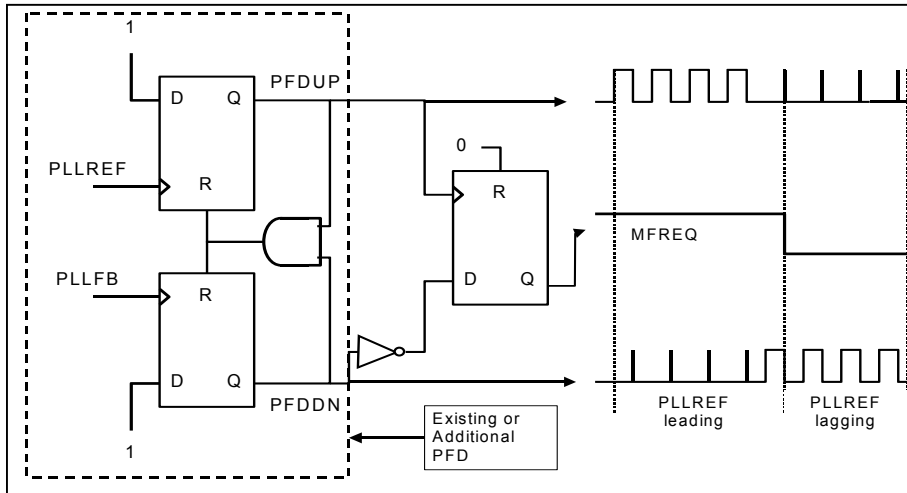 1
D
Q
PFDUP
PLLREF
R
0
R
MFREQ
PLLFB
R
D
Q
D
Q
PFDDN
1
PLLREF
leading
PLLREF
lagging
Existing or
Additional
PFD